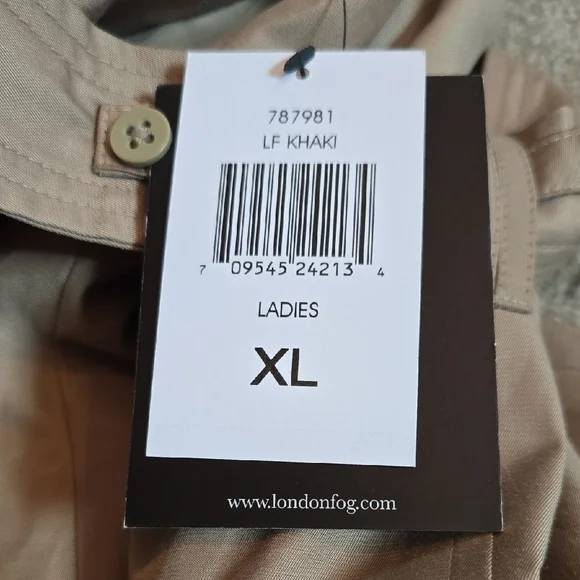 787981
LF KHAKI
7 09545 24213 4
LADIES
XL
www.londonfog.com